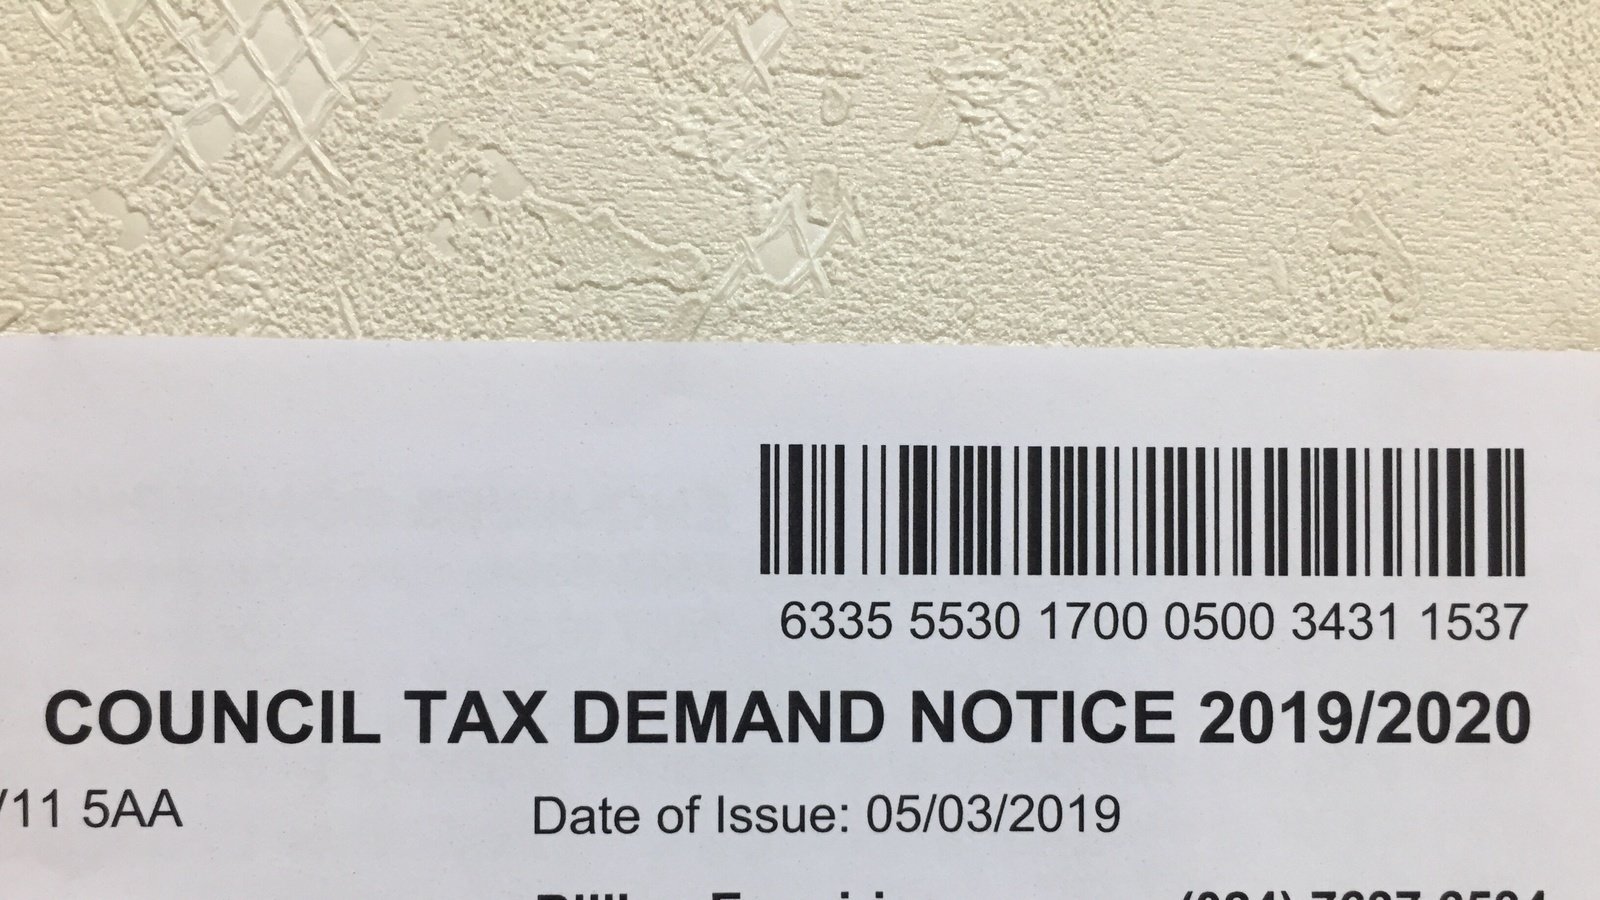 6335 5530 1700 0500 3431 1537
COUNCIL TAX DEMAND NOTICE 2019/2020
11 5AA Date of Issue: 05/03/2019